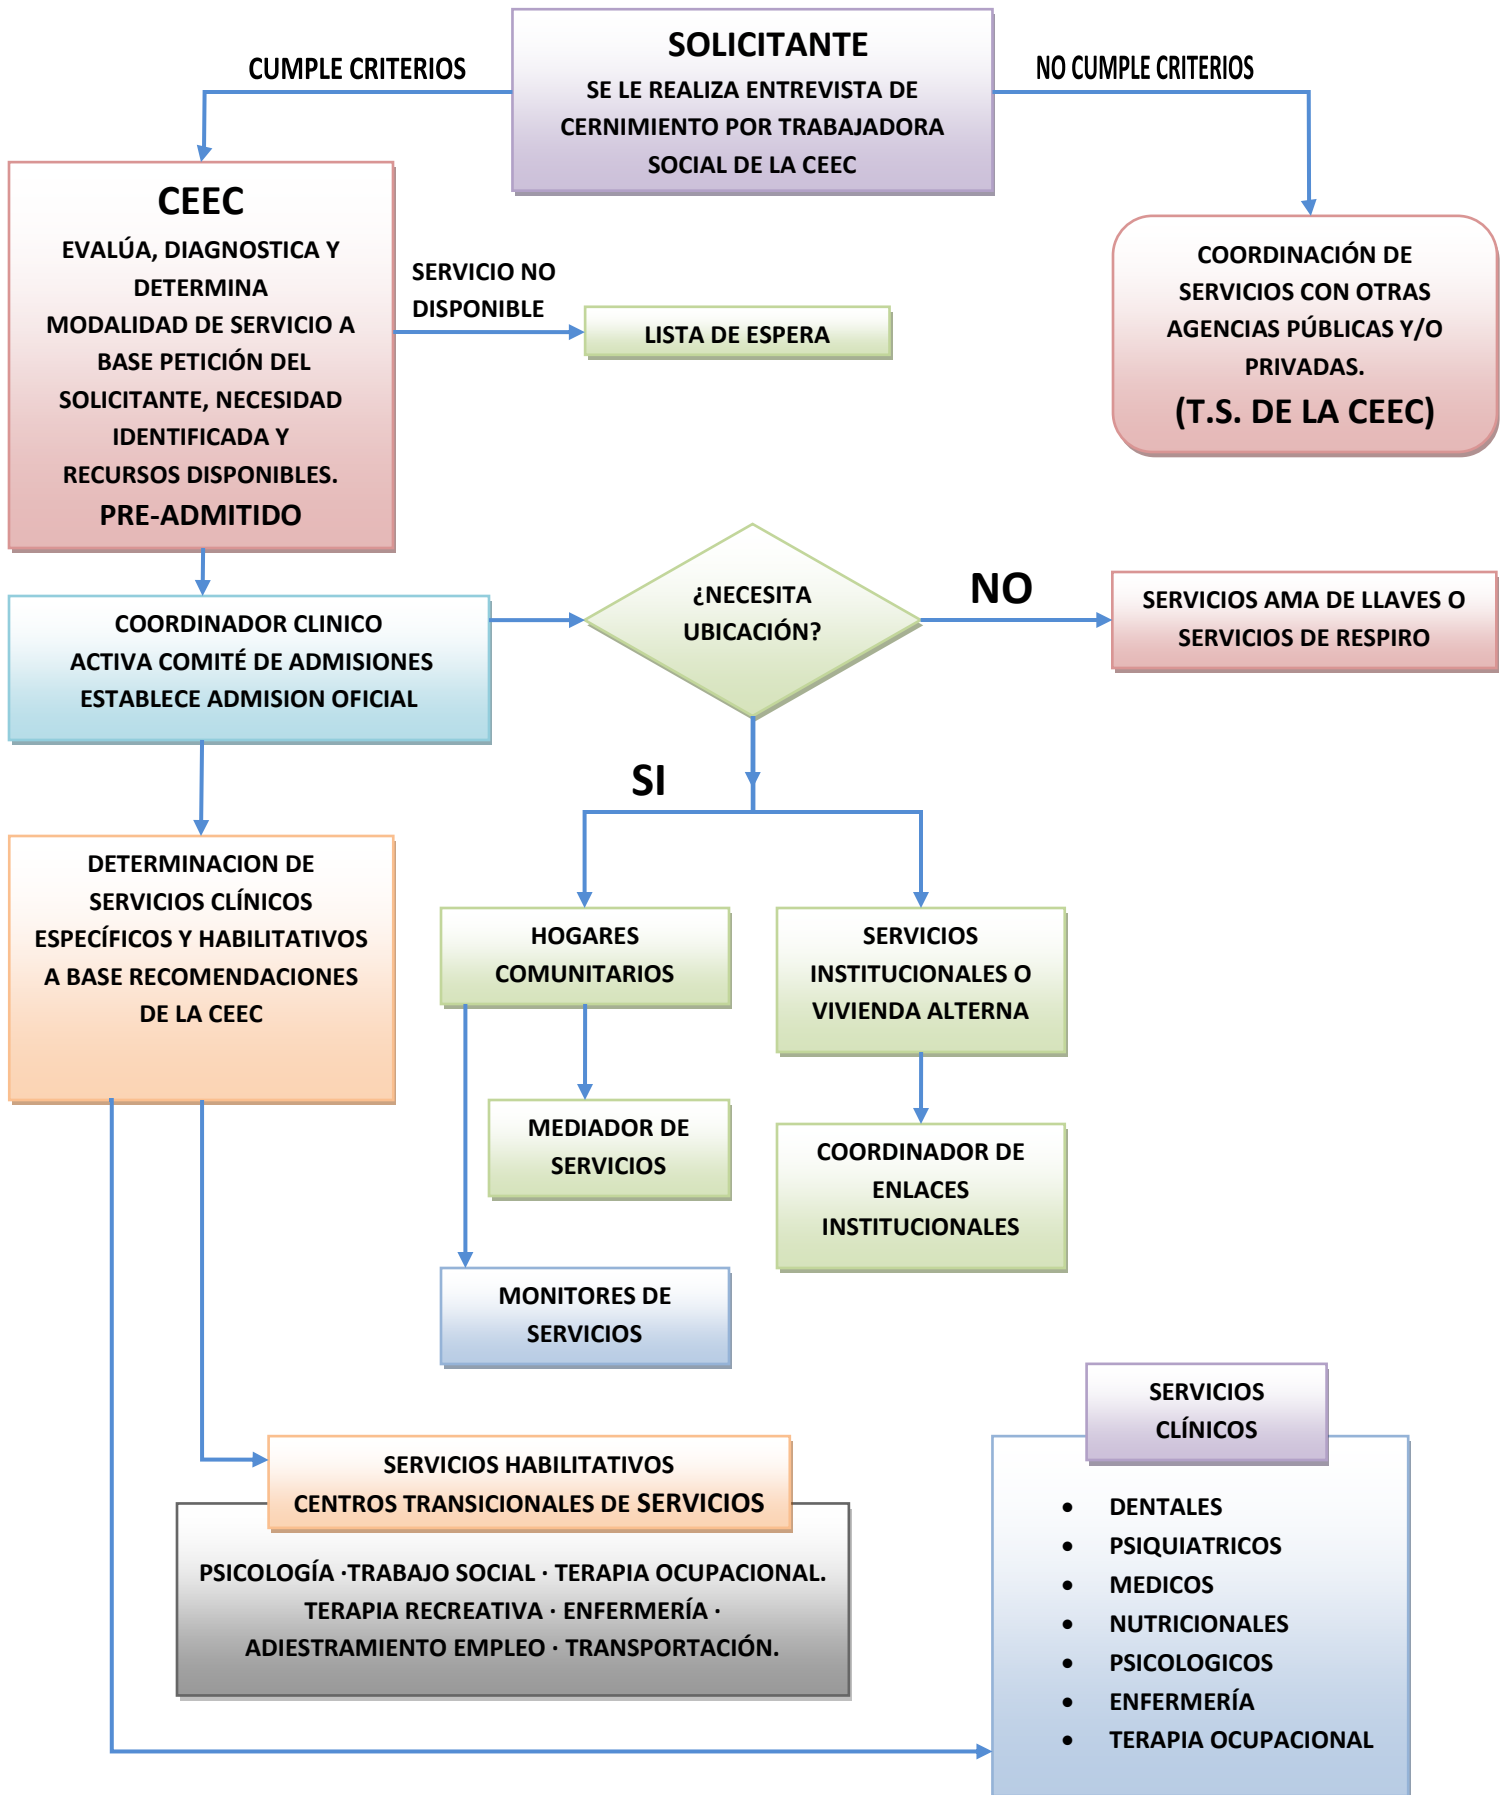 SOLICITANTE
SE LE REALIZA ENTREVISTA DE
CERNIMIENTO POR TRABAJADORA
SOCIAL DE LA CEEC
CUMPLE CRITERIOS
NO CUMPLE CRITERIOS
CEEC
EVALÚA, DIAGNOSTICA Y
DETERMINA
MODALIDAD DE SERVICIO A
BASE PETICIÓN DEL
SOLICITANTE, NECESIDAD
IDENTIFICADA Y
RECURSOS DISPONIBLES.
PRE-ADMITIDO
SERVICIO NO
DISPONIBLE
LISTA DE ESPERA
COORDINACIÓN DE
SERVICIOS CON OTRAS
AGENCIAS PÚBLICAS Y/O
PRIVADAS.
(T.S. DE LA CEEC)
COORDINADOR CLINICO
ACTIVA COMITÉ DE ADMISIONES
ESTABLECE ADMISION OFICIAL
¿NECESITA
UBICACIÓN?
NO
SERVICIOS AMA DE LLAVES O
SERVICIOS DE RESPIRO
SI
DETERMINACION DE
SERVICIOS CLÍNICOS
ESPECÍFICOS Y HABILITATIVOS
A BASE RECOMENDACIONES
DE LA CEEC
HOGARES
COMUNITARIOS
SERVICIOS
INSTITUCIONALES O
VIVIENDA ALTERNA
MEDIADOR DE
SERVICIOS
COORDINADOR DE
ENLACES
INSTITUCIONALES
MONITORES DE
SERVICIOS
SERVICIOS HABILITATIVOS
CENTROS TRANSICIONALES DE SERVICIOS
PSICOLOGÍA ·TRABAJO SOCIAL · TERAPIA OCUPACIONAL.
TERAPIA RECREATIVA · ENFERMERÍA ·
ADIESTRAMIENTO EMPLEO · TRANSPORTACIÓN.
SERVICIOS
CLÍNICOS
• DENTALES
• PSIQUIATRICOS
• MEDICOS
• NUTRICIONALES
• PSICOLOGICOS
• ENFERMERÍA
• TERAPIA OCUPACIONAL